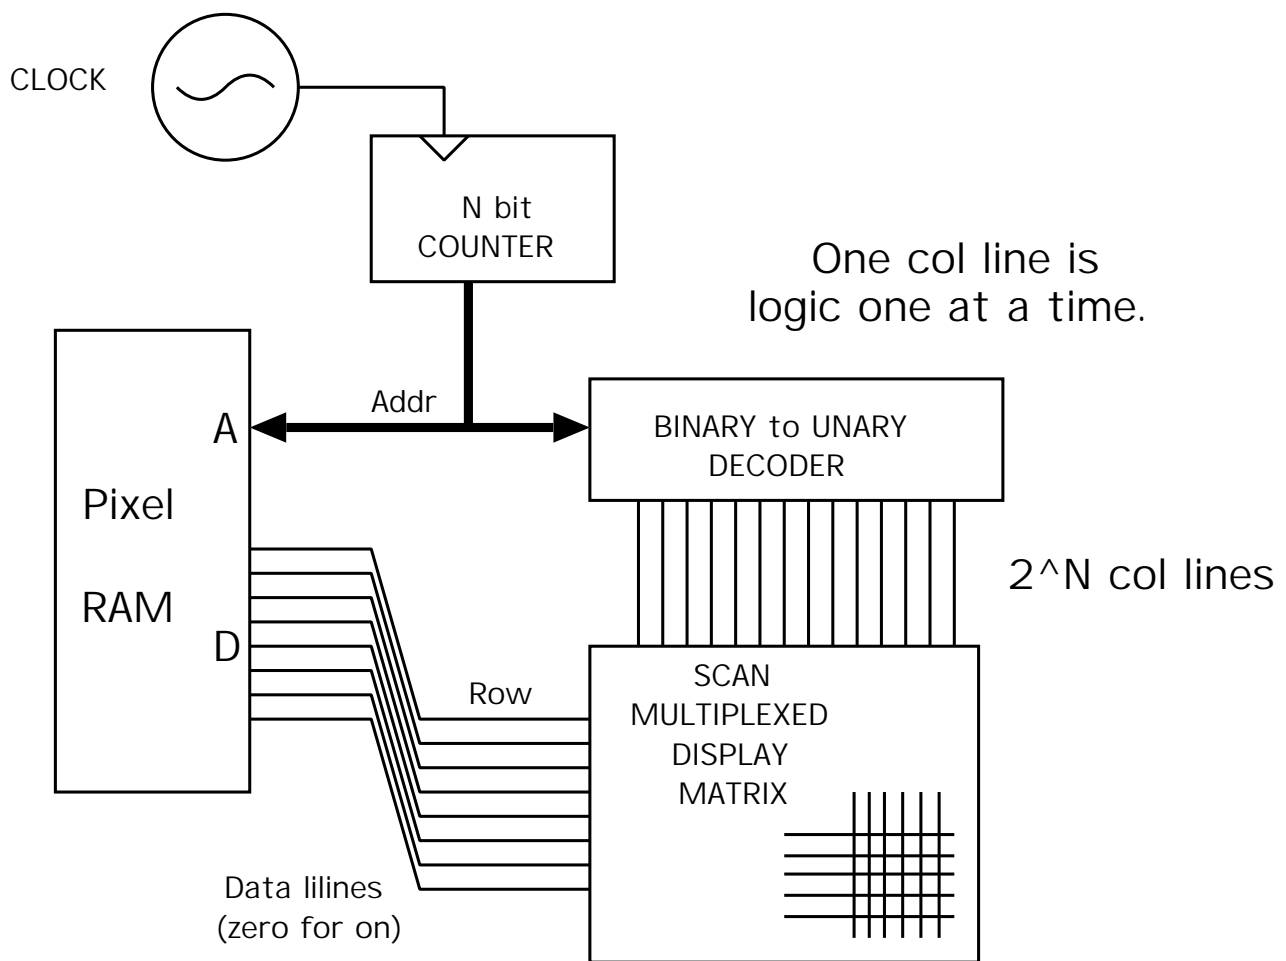 CLOCK
N bit
COUNTER
One col line is
logic one at a time.
Addr
A
BINARY to UNARY
DECODER
Pixel
RAM
D
2^N col lines
Row
SCAN
MULTIPLEXED
DISPLAY
MATRIX
Data lilines
(zero for on)